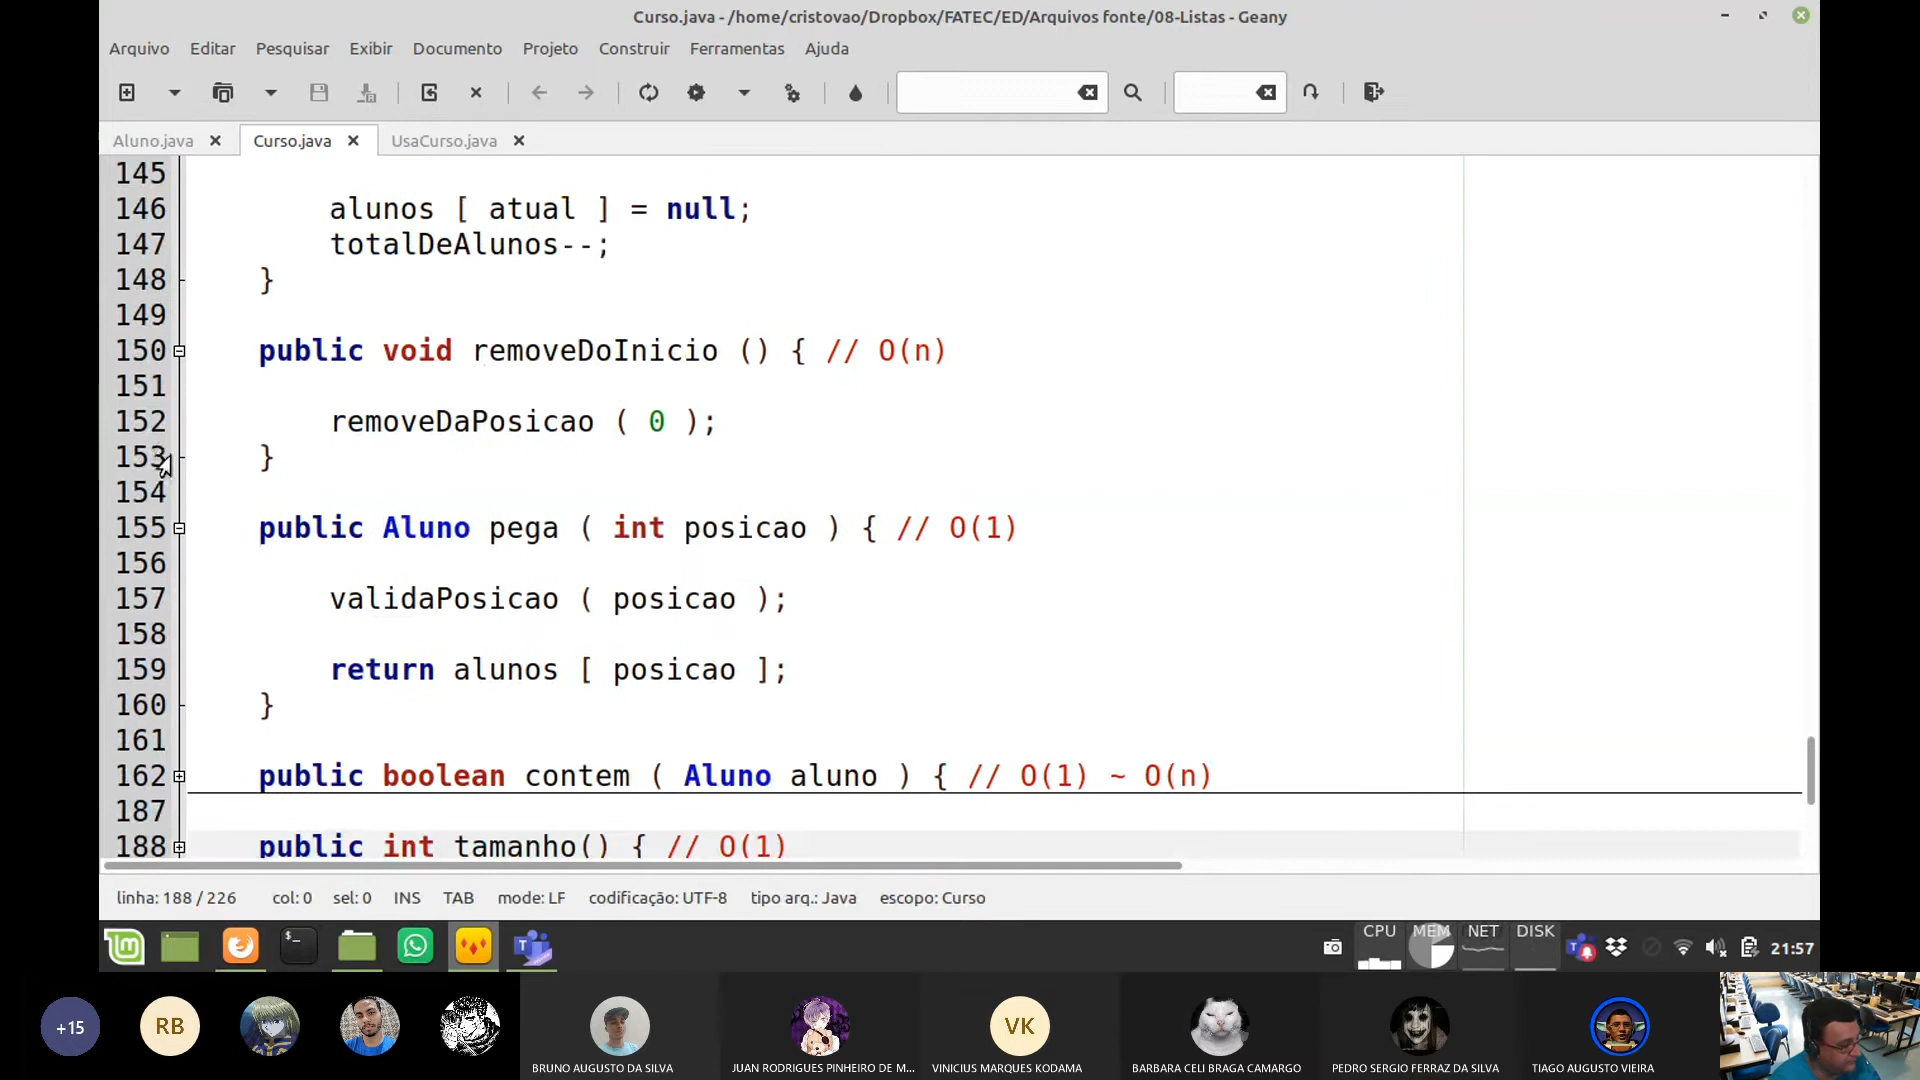 Curso.java - /home/cristovao/Dropbox/FATEC/ED/Arquivos fonte/08-Listas - Geany
Arquivo Editar Pesquisar Exibir Documento Projeto Construir Ferramentas Ajuda
Aluno.java Curso.java UsaCurso.java
145
146 alunos [ atual ] = null;
147 totalDeAlunos--;
148 }
149
150 public void removeDoInicio () { // O(n)
151
152 removeDaPosicao ( 0 );
153 }
154
155 public Aluno pega ( int posicao ) { // O(1)
156
157 validaPosicao ( posicao );
158
159 return alunos [ posicao ];
160 }
161
162 public boolean contem ( Aluno aluno ) { // O(1) ~ O(n)
187
188 public int tamanho() { // O(1)
linha: 188 / 226 col: 0 sel: 0 INS TAB mode: LF codificação: UTF-8 tipo arq.: Java escopo: Curso
CPU MEM NET DISK 21:57
+15 RB VK
BRUNO AUGUSTO DA SILVA JUAN RODRIGUES PINHEIRO DE M... VINICIUS MARQUES KODAMA BARBARA CELI BRAGA CAMARGO PEDRO SERGIO FERRAZ DA SILVA TIAGO AUGUSTO VIEIRA